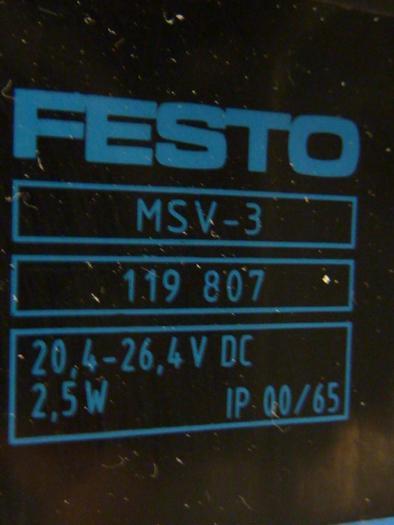 FESTO
MSV-3
119 807
20,4-26,4V DC
2,5W IP 00/65